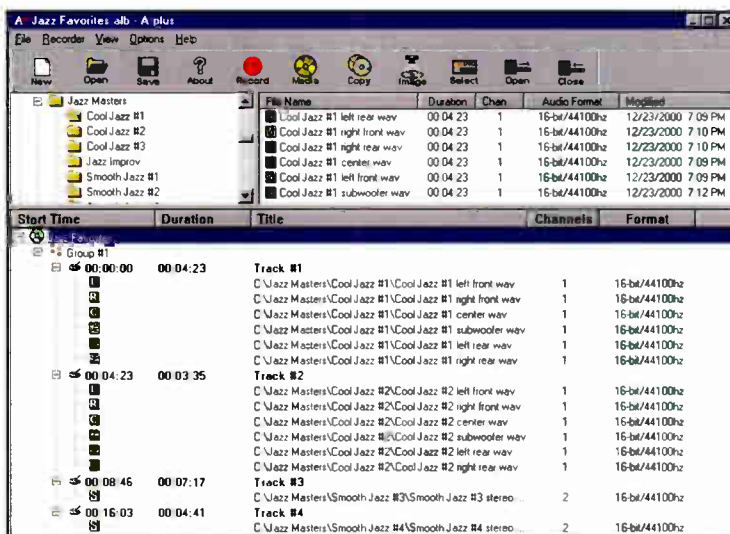 Jazz Favorites alb - A plus
File Recorder View Options Help
New Open Save About Record Media Copy Image Select Open Close
Jazz Masters
Cool Jazz #1
Cool Jazz #2
Cool Jazz #3
Jazz Improv
Smooth Jazz #1
Smooth Jazz #2
File Name Duration Chan Audio Format Modified
Cool Jazz #1 left rear wav 00:04:23 1 16-bit/44100hz 12/23/2000 7:09 PM
Cool Jazz #1 right front wav 00:04:23 1 16-bit/44100hz 12/23/2000 7:10 PM
Cool Jazz #1 right rear wav 00:04:23 1 16-bit/44100hz 12/23/2000 7:10 PM
Cool Jazz #1 center wav 00:04:23 1 16-bit/44100hz 12/23/2000 7:09 PM
Cool Jazz #1 left front wav 00:04:23 1 16-bit/44100hz 12/23/2000 7:09 PM
Cool Jazz #1 subwoofer wav 00:04:23 1 16-bit/44100hz 12/23/2000 7:12 PM
Start Time Duration Title Channels Format
Jazz Favorites
Group #1
00:00:00 00:04:23 Track #1
L C:\Jazz Masters\Cool Jazz #1\Cool Jazz #1 left front wav 1 16-bit/44100hz
R C:\Jazz Masters\Cool Jazz #1\Cool Jazz #1 right front wav 1 16-bit/44100hz
C C:\Jazz Masters\Cool Jazz #1\Cool Jazz #1 center wav 1 16-bit/44100hz
C:\Jazz Masters\Cool Jazz #1\Cool Jazz #1 subwoofer wav 1 16-bit/44100hz
C:\Jazz Masters\Cool Jazz #1\Cool Jazz #1 left rear wav 1 16-bit/44100hz
C:\Jazz Masters\Cool Jazz #1\Cool Jazz #1 right rear wav 1 16-bit/44100hz
00:04:23 00:03:35 Track #2
L C:\Jazz Masters\Cool Jazz #2\Cool Jazz #2 left front wav 1 16-bit/44100hz
R C:\Jazz Masters\Cool Jazz #2\Cool Jazz #2 right front wav 1 16-bit/44100hz
C C:\Jazz Masters\Cool Jazz #2\Cool Jazz #2 center wav 1 16-bit/44100hz
C:\Jazz Masters\Cool Jazz #2\Cool Jazz #2 subwoofer wav 1 16-bit/44100hz
C:\Jazz Masters\Cool Jazz #2\Cool Jazz #2 left rear wav 1 16-bit/44100hz
C:\Jazz Masters\Cool Jazz #2\Cool Jazz #2 right rear wav 1 16-bit/44100hz
00:08:46 00:07:17 Track #3
S C:\Jazz Masters\Smooth Jazz #3\Smooth Jazz #3 stereo ... 2 16-bit/44100hz
00:16:03 00:04:41 Track #4
S C:\Jazz Masters\Smooth Jazz #4\Smooth Jazz #4 stereo ... 2 16-bit/44100hz